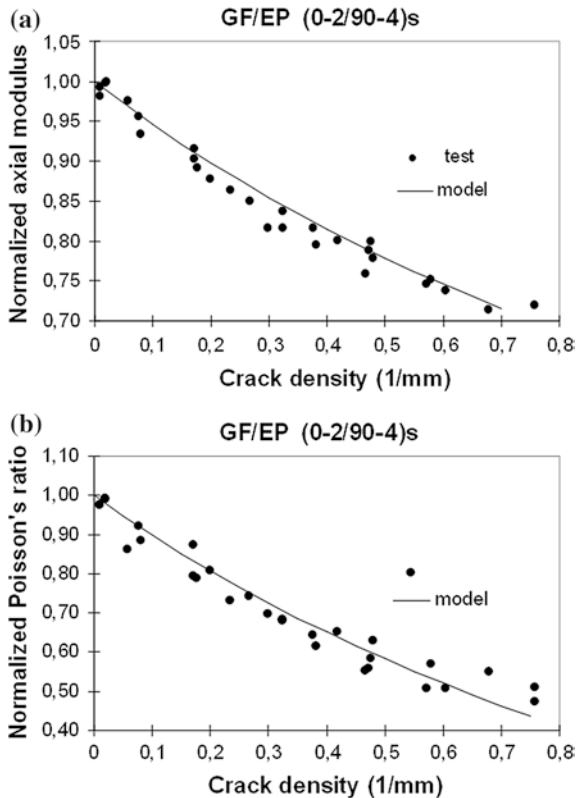 (a)
GF/EP (0-2/90-4)s
Normalized axial modulus
1,05
1,00
0,95
0,90
0,85
0,80
0,75
0,70
test
model
0 0,1 0,2 0,3 0,4 0,5 0,6 0,7 0,8
Crack density (1/mm)
(b)
GF/EP (0-2/90-4)s
Normalized Poisson's ratio
1,10
1,00
0,90
0,80
0,70
0,60
0,50
0,40
model
0 0,1 0,2 0,3 0,4 0,5 0,6 0,7 0,8
Crack density (1/mm)